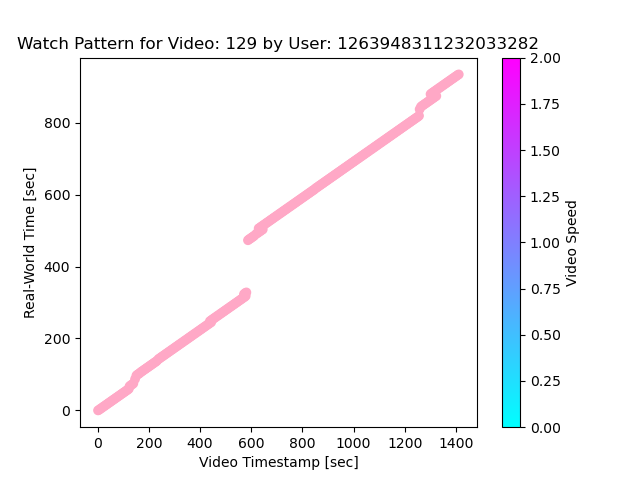 Watch Pattern for Video: 129 by User: 1263948311232033282
Real-World Time [sec]
800
600
400
200
0
0 200 400 600 800 1000 1200 1400
Video Timestamp [sec]
2.00
1.75
1.50
1.25
1.00
0.75
0.50
0.25
0.00
Video Speed